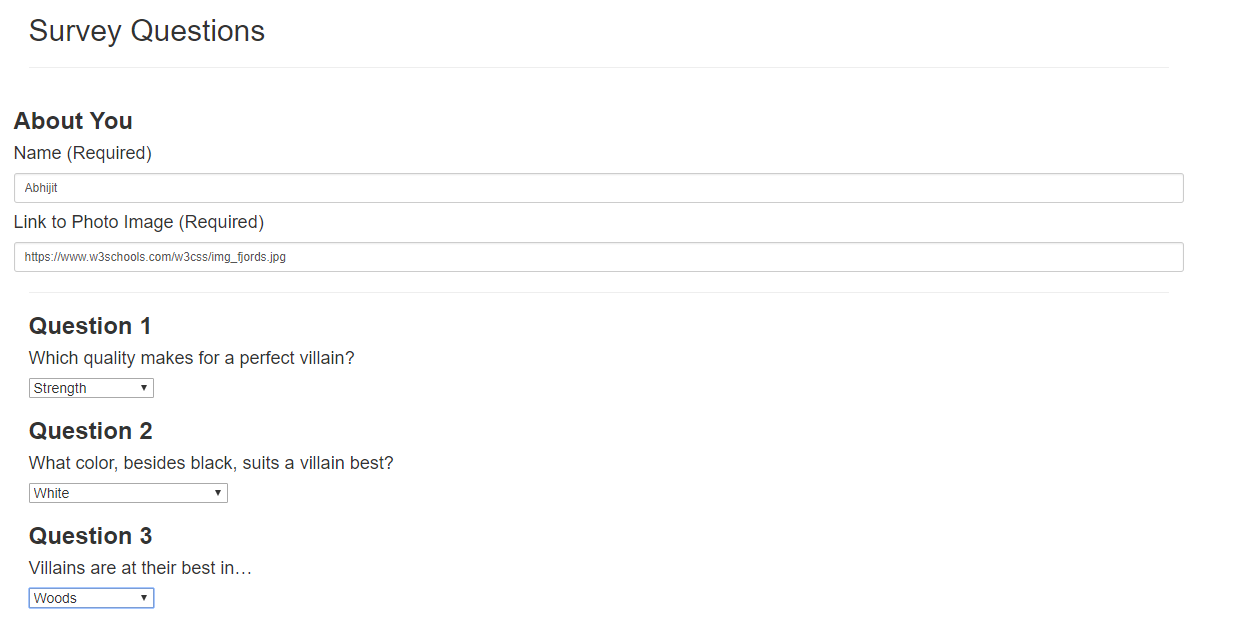 Survey Questions
About You
Name (Required)
Abhijit
Link to Photo Image (Required)
https://www.w3schools.com/w3css/img_fjords.jpg
Question 1
Which quality makes for a perfect villain?
Strength
Question 2
What color, besides black, suits a villain best?
White
Question 3
Villains are at their best in…
Woods